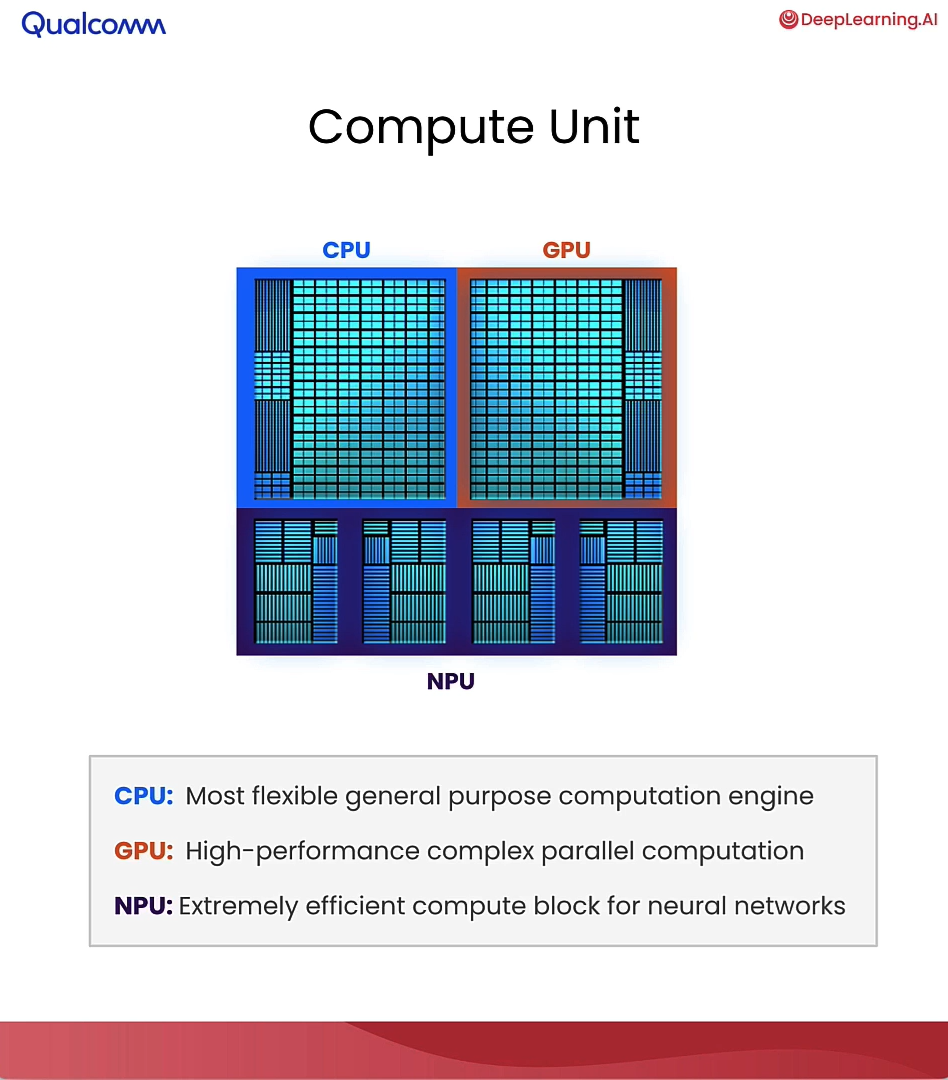 Qualcomm
DeepLearning.AI
Compute Unit
CPU
GPU
NPU
CPU: Most flexible general purpose computation engine
GPU: High-performance complex parallel computation
NPU: Extremely efficient compute block for neural networks